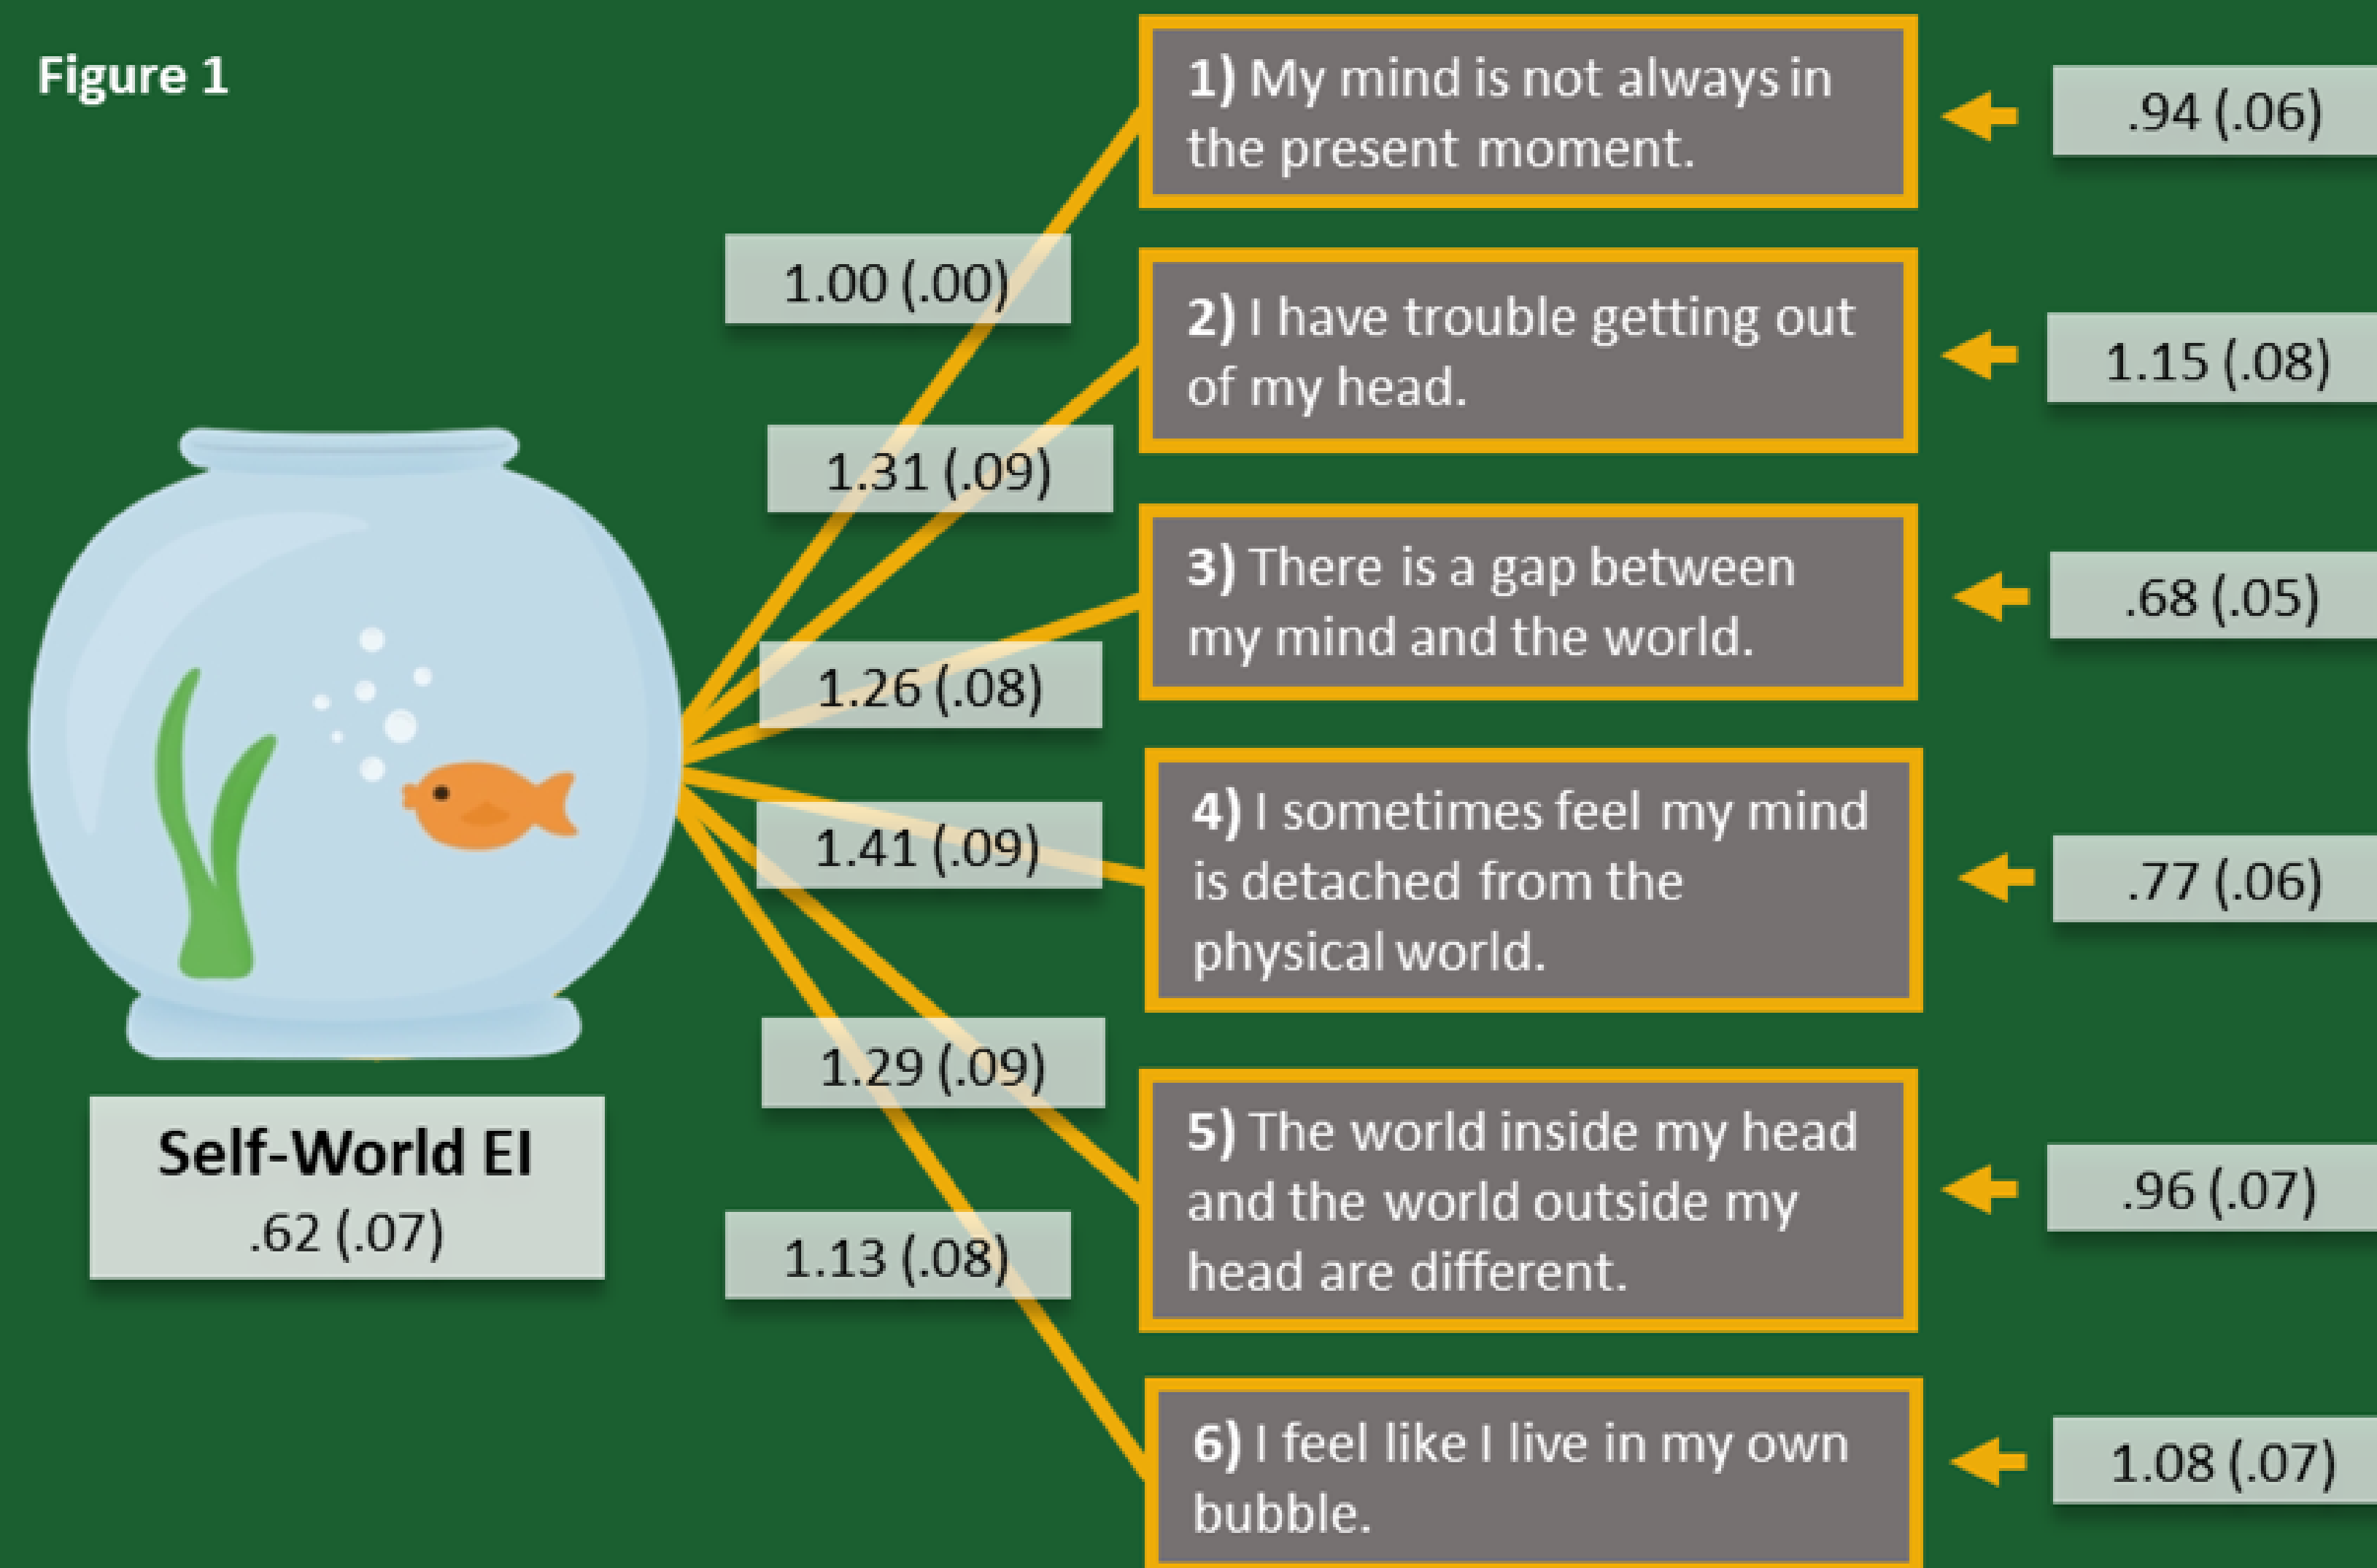 Figure 1
1) My mind is not always in
the present moment.
.94 (.06)
1.00 (.00)
2) I have trouble getting out
of my head.
1.15 (.08)
1.31 (.09)
3) There is a gap between
my mind and the world.
.68 (.05)
1.26 (.08)
4) I sometimes feel my mind
is detached from the
physical world.
.77 (.06)
1.41 (.09)
5) The world inside my head
and the world outside my
head are different.
.96 (.07)
1.29 (.09)
6) I feel like I live in my own
bubble.
1.08 (.07)
1.13 (.08)
Self-World EI
.62 (.07)